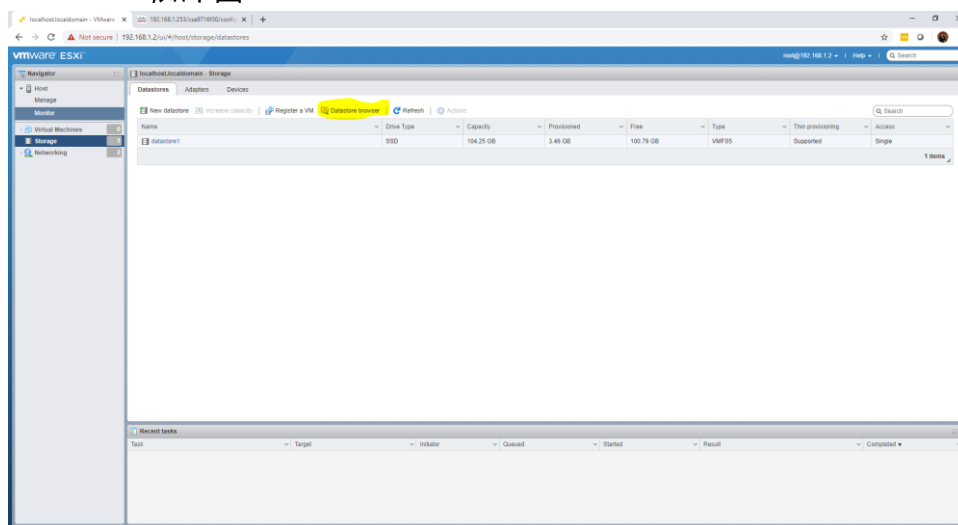 localhost.localdomain - VMware
192.168.1.253/
Not secure | 192.168.1.2/ui/#/host/storage/datastores
vmware ESXi
root@192.168.1.2 | Help | Search
Navigator
localhost.localdomain - Storage
Host
Manage
Monitor
Virtual Machines
Storage
Networking
Datastores Adapters Devices
New datastore Increase capacity | Register a VM Datastore browser | Refresh | Actions
Search
Name Drive Type Capacity Provisioned Free Type Thin provisioning Access
datastore1 SSD 104.25 GB 3.46 GB 100.79 GB VMFS5 Supported Single
1 items
Recent tasks
Task Target Initiator Queued Started Result Completed